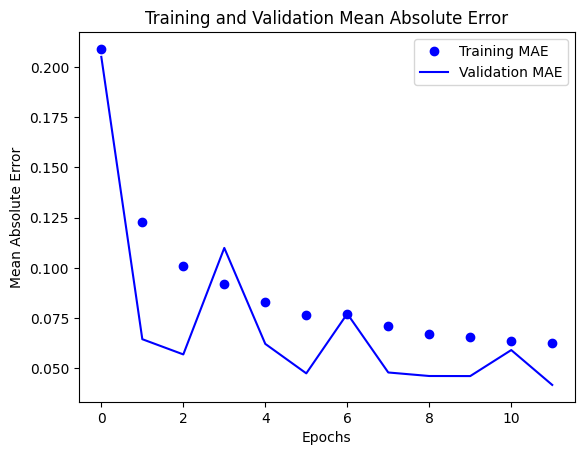 Training and Validation Mean Absolute Error
Training MAE
Validation MAE
Mean Absolute Error
0.200
0.175
0.150
0.125
0.100
0.075
0.050
0 2 4 6 8 10
Epochs